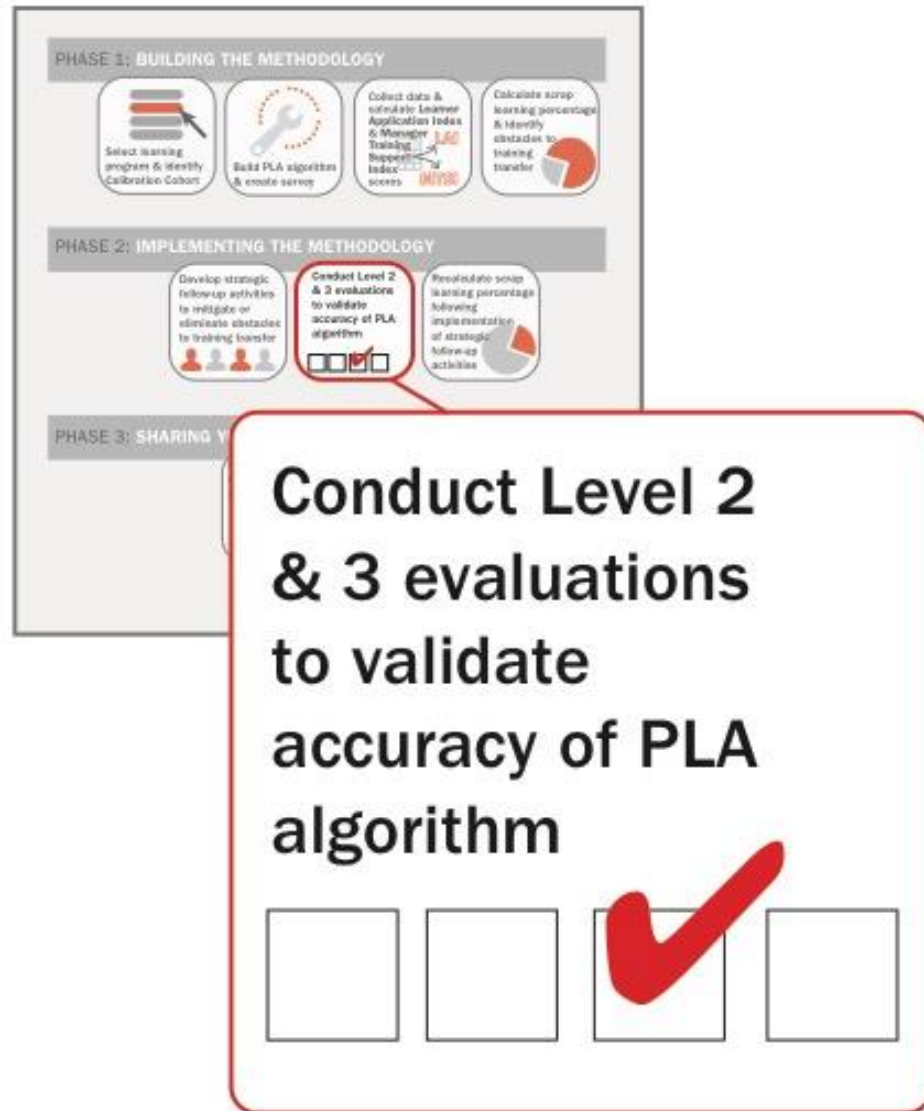 PHASE 1: BUILDING THE METHODOLOGY
Select learning
program & identify
Calibration Cohort
Build PLA algorithm
& create survey
Collect data &
calculate Learner
Application Index
& Manager
Training
Support
Index
scores
LAI
MTSI
Calculate scrap
learning percentage
& identify
obstacles to
training
transfer
PHASE 2: IMPLEMENTING THE METHODOLOGY
Develop strategic
follow-up activities
to mitigate or
eliminate obstacles
to training transfer
Conduct Level 2
& 3 evaluations
to validate
accuracy of PLA
algorithm
Recalculate scrap
learning percentage
following
implementation
of strategic
follow-up
activities
PHASE 3: SHARING
Conduct Level 2
& 3 evaluations
to validate
accuracy of PLA
algorithm